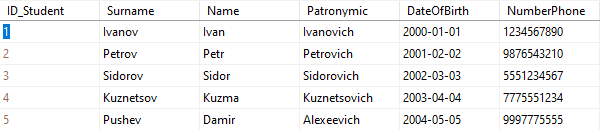 ID_Student Surname Name Patronymic DateOfBirth NumberPhone
1 Ivanov Ivan Ivanovich 2000-01-01 1234567890
2 Petrov Petr Petrovich 2001-02-02 9876543210
3 Sidorov Sidor Sidorovich 2002-03-03 5551234567
4 Kuznetsov Kuzma Kuznetsovich 2003-04-04 7775551234
5 Pushev Damir Alexeevich 2004-05-05 9997775555